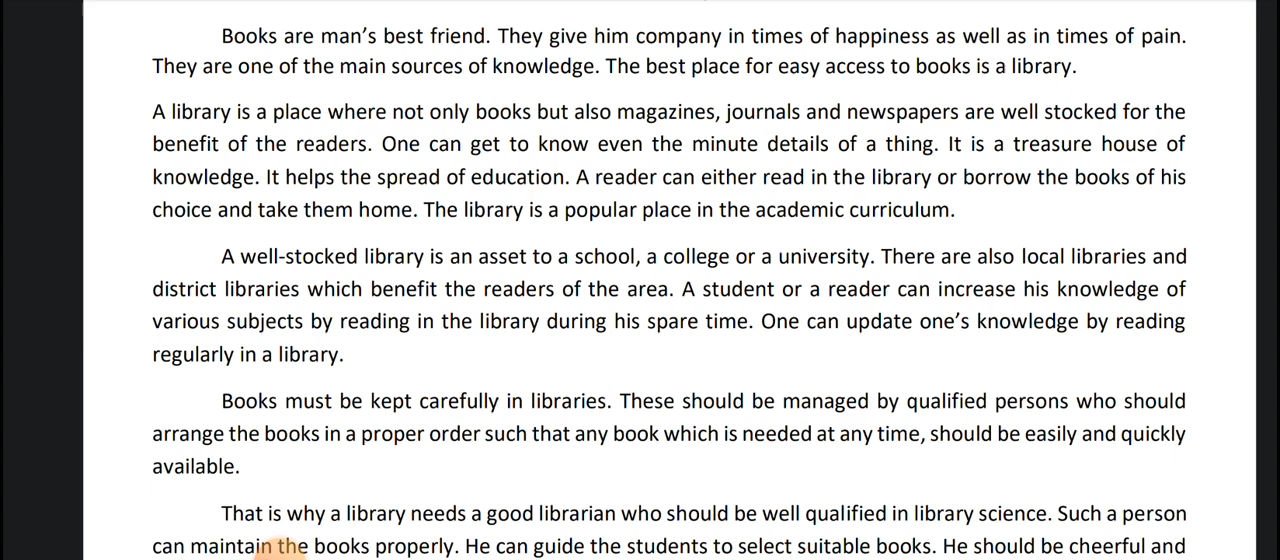 Books are man’s best friend. They give him company in times of happiness as well as in times of pain.
They are one of the main sources of knowledge. The best place for easy access to books is a library.
A library is a place where not only books but also magazines, journals and newspapers are well stocked for the
benefit of the readers. One can get to know even the minute details of a thing. It is a treasure house of
knowledge. It helps the spread of education. A reader can either read in the library or borrow the books of his
choice and take them home. The library is a popular place in the academic curriculum.
A well-stocked library is an asset to a school, a college or a university. There are also local libraries and
district libraries which benefit the readers of the area. A student or a reader can increase his knowledge of
various subjects by reading in the library during his spare time. One can update one’s knowledge by reading
regularly in a library.
Books must be kept carefully in libraries. These should be managed by qualified persons who should
arrange the books in a proper order such that any book which is needed at any time, should be easily and quickly
available.
That is why a library needs a good librarian who should be well qualified in library science. Such a person
can maintain the books properly. He can guide the students to select suitable books. He should be cheerful and